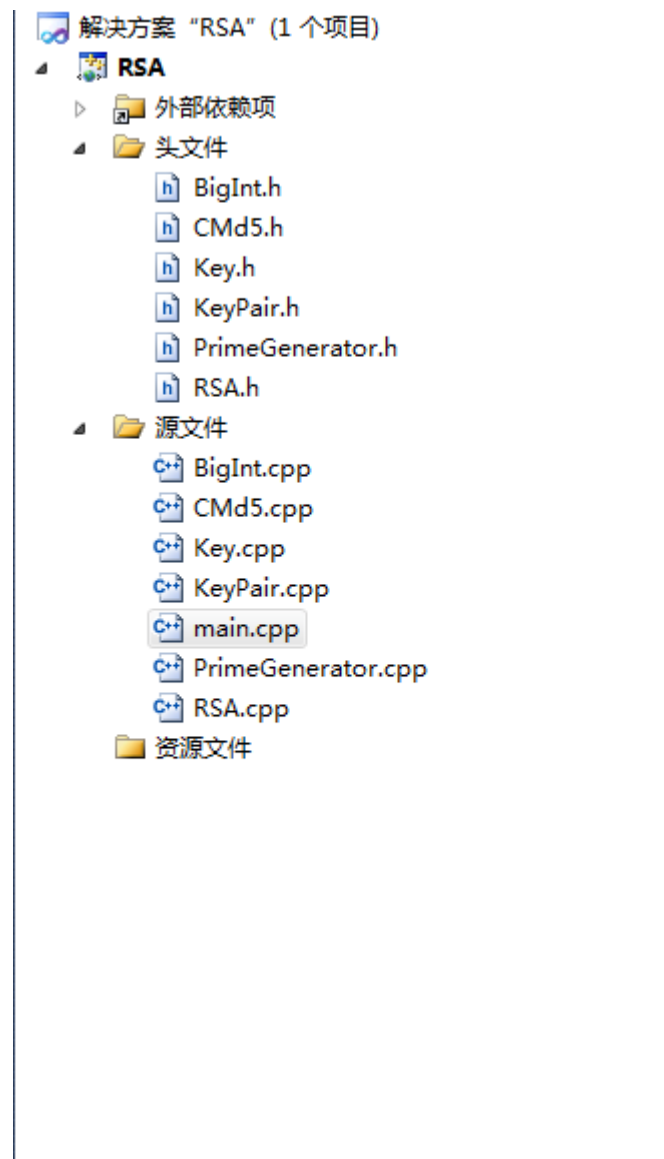 解决方案 “RSA” (1 个项目)
RSA
外部依赖项
头文件
BigInt.h
CMd5.h
Key.h
KeyPair.h
PrimeGenerator.h
RSA.h
源文件
BigInt.cpp
CMd5.cpp
Key.cpp
KeyPair.cpp
main.cpp
PrimeGenerator.cpp
RSA.cpp
资源文件